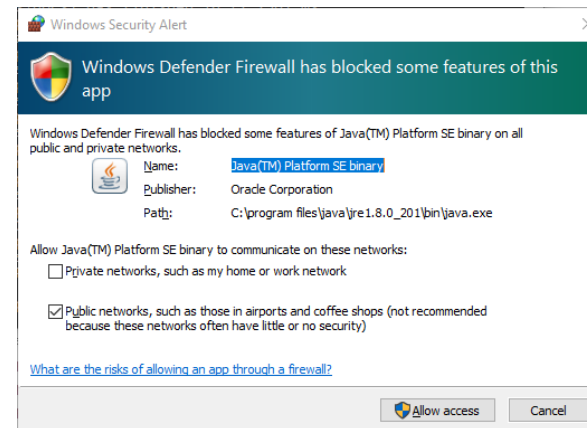 Windows Security Alert
Windows Defender Firewall has blocked some features of this
app
Windows Defender Firewall has blocked some features of Java(TM) Platform SE binary on all
public and private networks.
Name: Java(TM) Platform SE binary
Publisher: Oracle Corporation
Path: C:\program files\java\jre1.8.0_201\bin\java.exe
Allow Java(TM) Platform SE binary to communicate on these networks:
Private networks, such as my home or work network
Public networks, such as those in airports and coffee shops (not recommended
because these networks often have little or no security)
What are the risks of allowing an app through a firewall?
Allow access Cancel